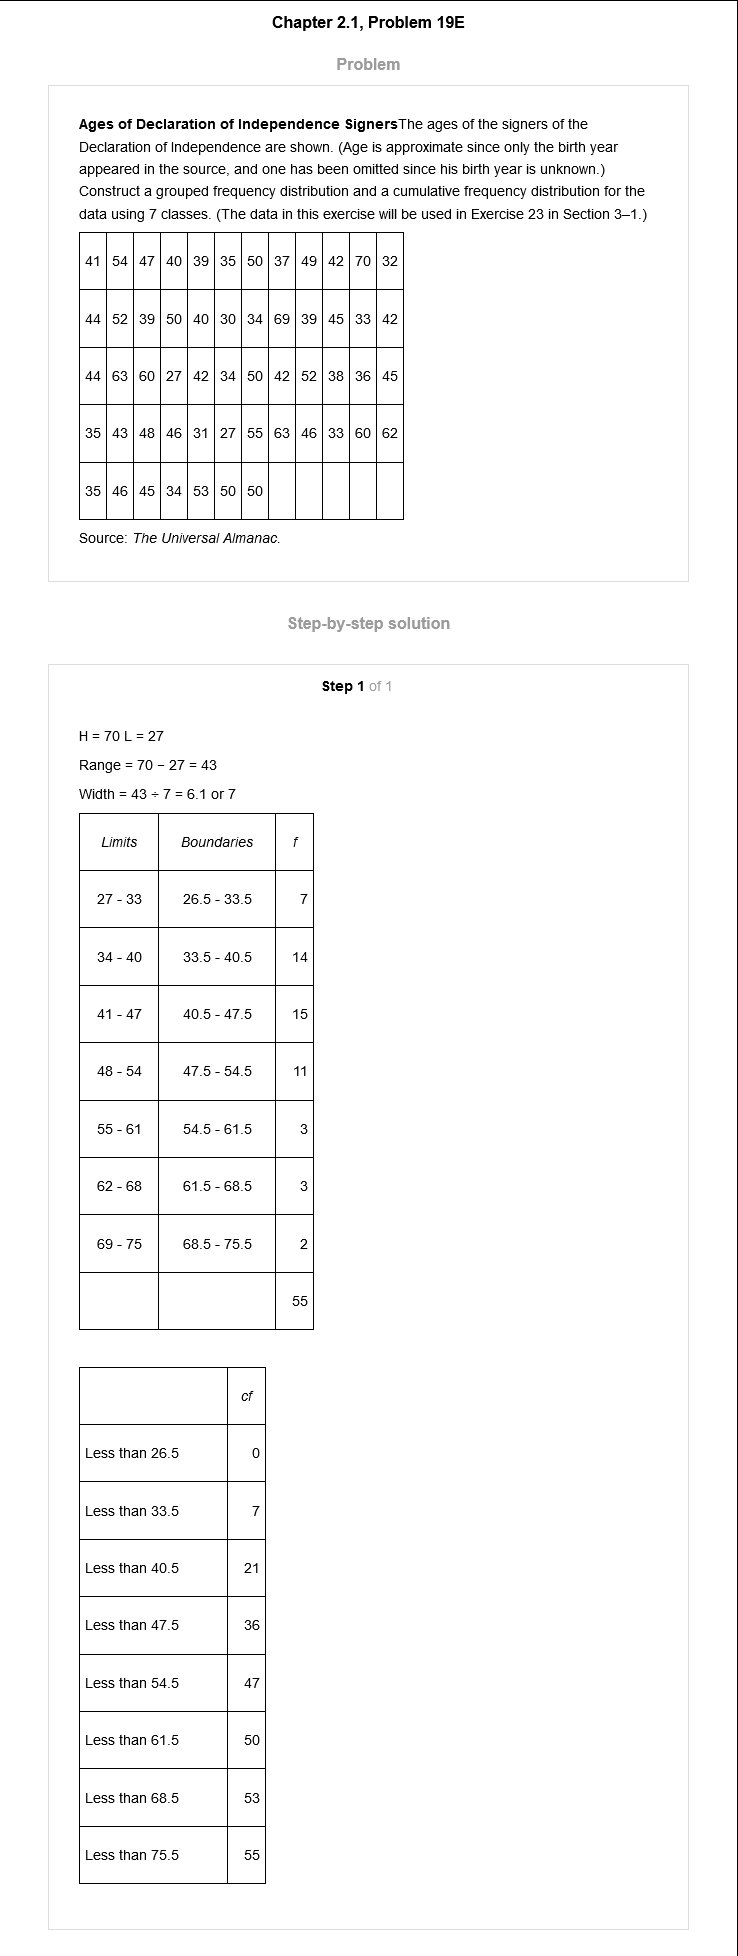 Chapter 2.1, Problem 19E
Problem
Ages of Declaration of Independence SignersThe ages of the signers of the
Declaration of Independence are shown. (Age is approximate since only the birth year
appeared in the source, and one has been omitted since his birth year is unknown.)
Construct a grouped frequency distribution and a cumulative frequency distribution for the
data using 7 classes. (The data in this exercise will be used in Exercise 23 in Section 3–1.)
41 54 47 40 39 35 50 37 49 42 70 32
44 52 39 50 40 30 34 69 39 45 33 42
44 63 60 27 42 34 50 42 52 38 36 45
35 43 48 46 31 27 55 63 46 33 60 62
35 46 45 34 53 50 50
Source: The Universal Almanac.
Step-by-step solution
Step 1 of 1
H = 70 L = 27
Range = 70 − 27 = 43
Width = 43 ÷ 7 = 6.1 or 7
Limits Boundaries f
27 - 33 26.5 - 33.5 7
34 - 40 33.5 - 40.5 14
41 - 47 40.5 - 47.5 15
48 - 54 47.5 - 54.5 11
55 - 61 54.5 - 61.5 3
62 - 68 61.5 - 68.5 3
69 - 75 68.5 - 75.5 2
55
cf
Less than 26.5 0
Less than 33.5 7
Less than 40.5 21
Less than 47.5 36
Less than 54.5 47
Less than 61.5 50
Less than 68.5 53
Less than 75.5 55